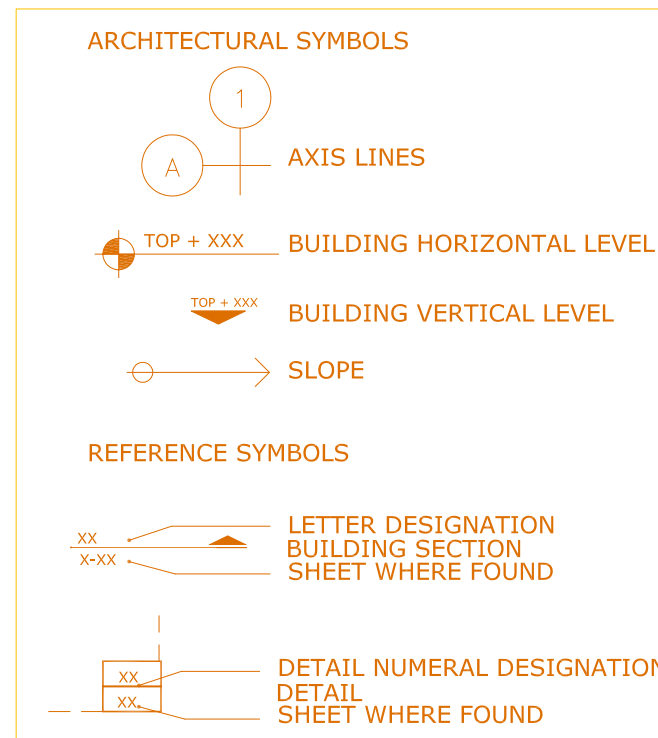 ARCHITECTURAL SYMBOLS
1
A
AXIS LINES
TOP + XXX
BUILDING HORIZONTAL LEVEL
TOP + XXX
BUILDING VERTICAL LEVEL
SLOPE
REFERENCE SYMBOLS
XX
LETTER DESIGNATION
BUILDING SECTION
X-XX
SHEET WHERE FOUND
XX
DETAIL NUMERAL DESIGNATION
DETAIL
XX
SHEET WHERE FOUND